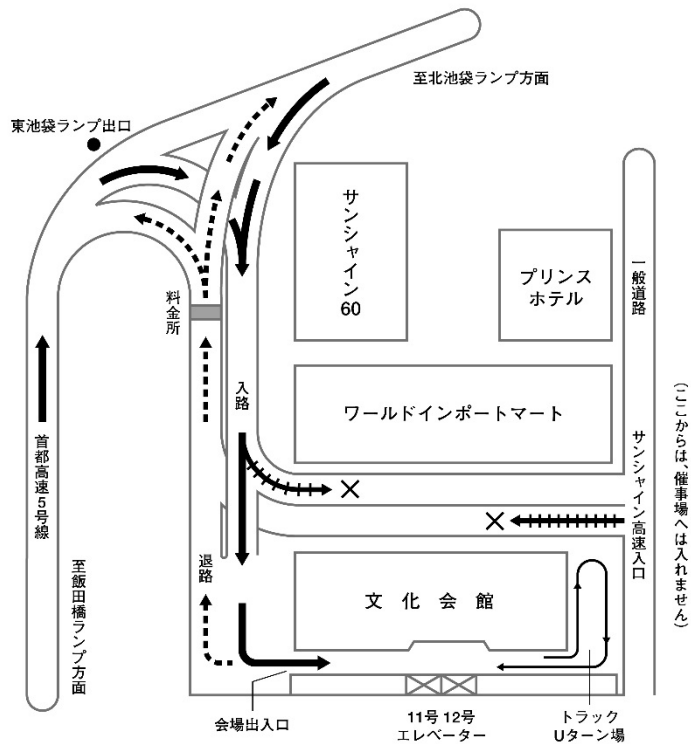 至北池袋ランプ方面
東池袋ランプ出口
サンシャイン
60
プリンス
ホテル
一般道路
料金所
入路
ワールドインポートマート
(ここからは、催事場へは入れません)
サンシャイン高速入口
首都高速5号線
至飯田橋ランプ方面
退路
文化会館
会場出入口
11号 12号
エレベーター
トラック
Uターン場